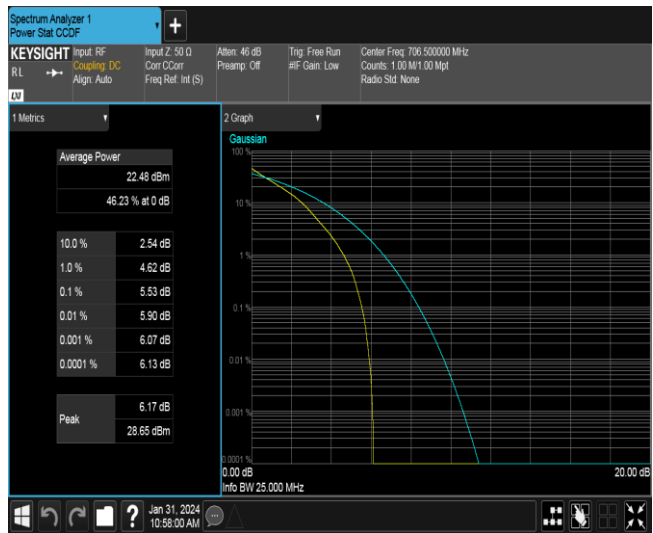 Spectrum Analyzer 1
Power Stat CCDF
+
KEYSIGHT
RL
LXI
Input: RF
Coupling: DC
Align: Auto
Input Z: 50 Ω
Corr CCorr
Freq Ref: Int (S)
Atten: 46 dB
Preamp: Off
Trig: Free Run
#IF Gain: Low
Center Freq: 706.500000 MHz
Counts: 1.00 M/1.00 Mpt
Radio Std: None
1 Metrics
Average Power
22.48 dBm
46.23 % at 0 dB
10.0 % 2.54 dB
1.0 % 4.62 dB
0.1 % 5.53 dB
0.01 % 5.90 dB
0.001 % 6.07 dB
0.0001 % 6.13 dB
Peak
6.17 dB
28.65 dBm
2 Graph
Gaussian
100 %
10 %
1 %
0.1 %
0.01 %
0.001 %
0.0001 %
0.00 dB 20.00 dB
Info BW 25.000 MHz
?
Jan 31, 2024
10:58:00 AM